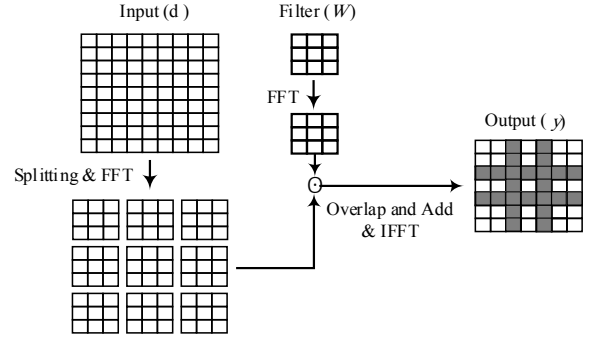 Input (d )
Filter (W)
FFT
Output ( y)
Splitting & FFT
Overlap and Add
& IFFT